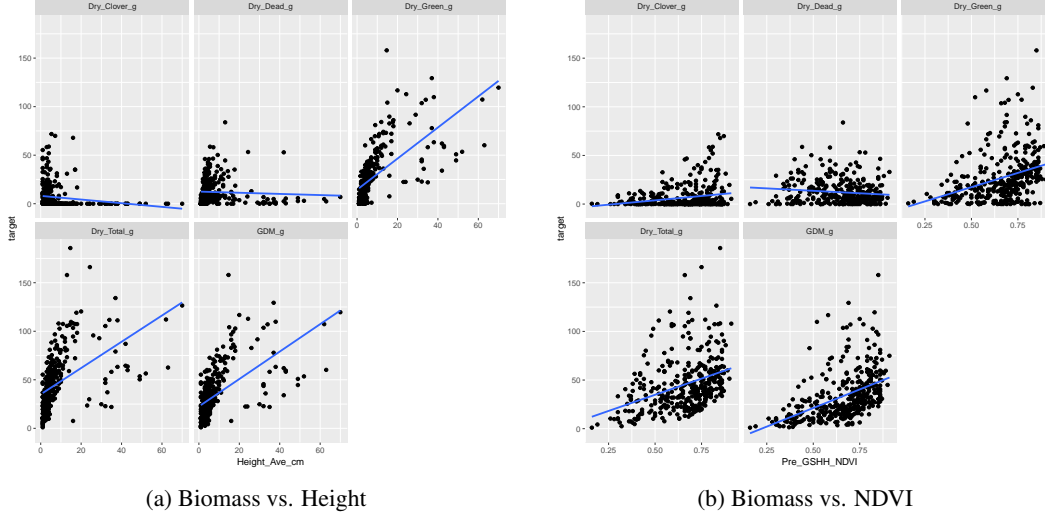 Dry_Clover_g Dry_Dead_g Dry_Green_g
150
100
50
0
0 20 40 60
Dry_Total_g GDM_g
150
100
50
0
0 20 40 60 0 20 40 60
target
Height_Ave_cm
(a) Biomass vs. Height
Dry_Clover_g Dry_Dead_g Dry_Green_g
150
100
50
0
0.25 0.50 0.75
Dry_Total_g GDM_g
150
100
50
0
0.25 0.50 0.75 0.25 0.50 0.75
target
Pre_GSHH_NDVI
(b) Biomass vs. NDVI